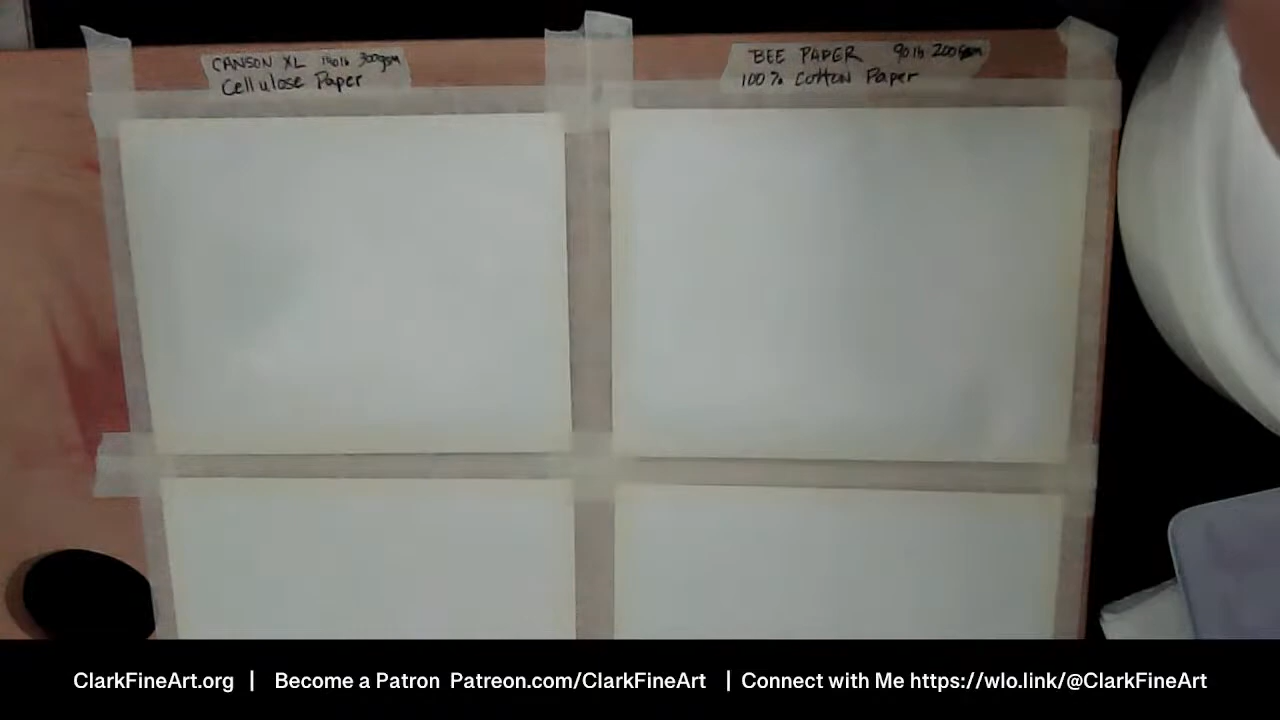 CANSON XL 140lb 300gsm
Cellulose Paper
BEE PAPER 90lb 200gsm
100% Cotton Paper
ClarkFineArt.org | Become a Patron Patreon.com/ClarkFineArt | Connect with Me https://wlo.link/@ClarkFineArt